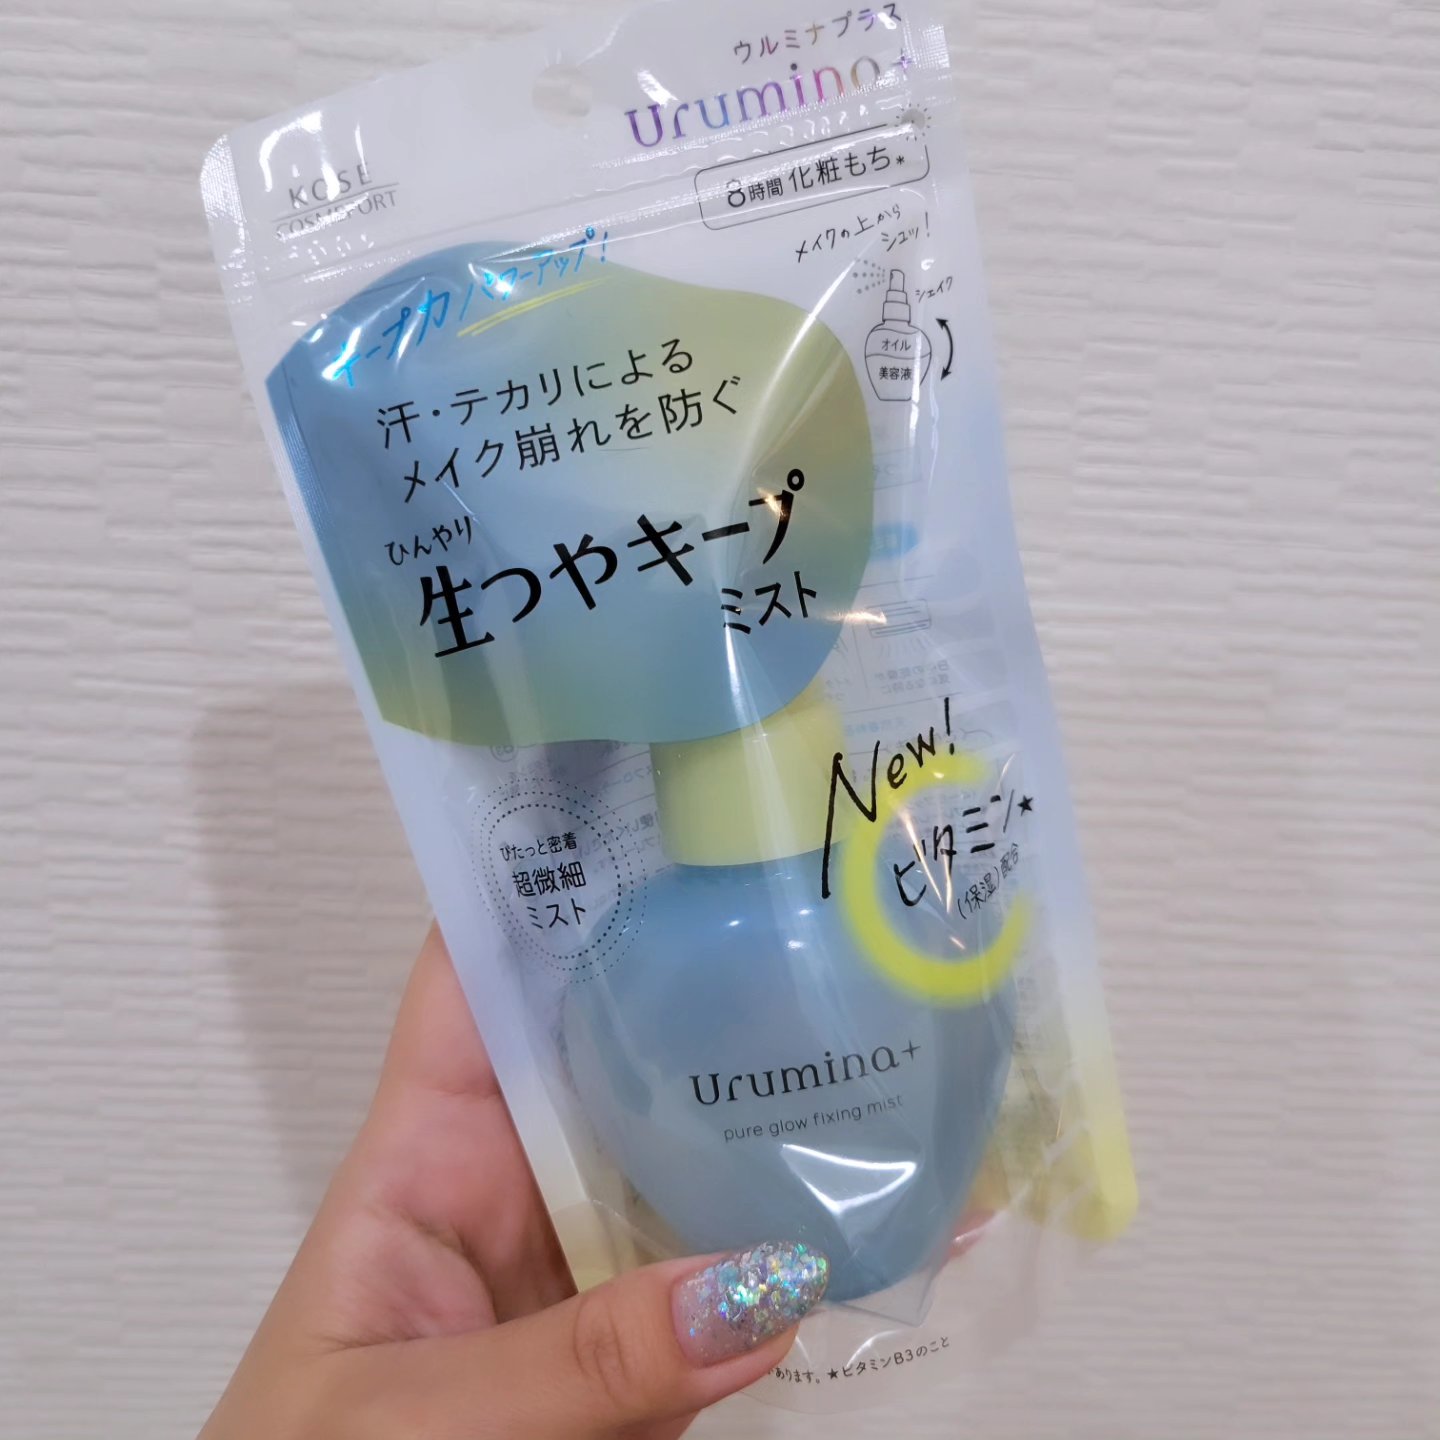 ウルミナプラス
Urumina+
KOSÉ
COSMEPORT
8時間化粧もち*
メイクの上から
シュッ!
シェイク
オイル
美容液
キープ力パワーアップ!
汗・テカリによる
メイク崩れを防ぐ
ひんやり
生つやキープ
ミスト
New!
ビタミン★
(保湿)配合
ぴたっと密着
超微細
ミスト
Urumina+
pure glow fixing mist
あります。★ビタミンB3のこと